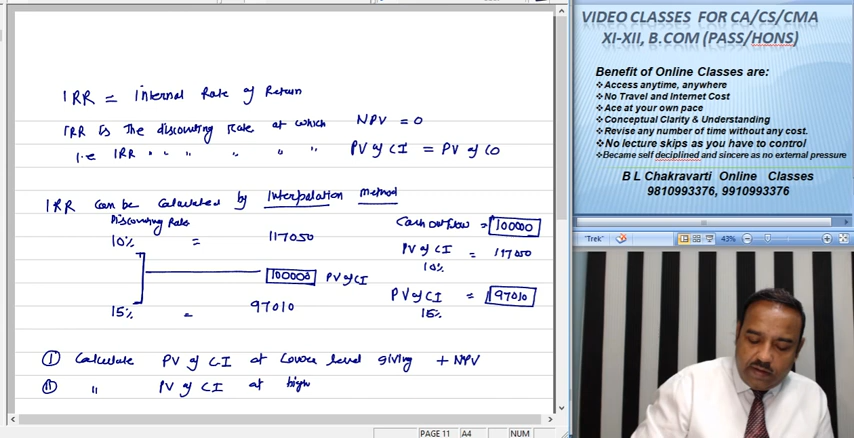 IRR = Internal Rate of Return
IRR is the discounting Rate at which NPV = 0
i.e IRR " " " " " PV of CI = PV of CO
IRR can be calculated by Interpolation Method
Discounting Rate
10% = 117050
100000 PV of CI
15% = 97010
Cash outflow = 100000
PV of CI = 117050
10%
PV of CI = 97010
15%
I Calculate PV of CI at Lower level giving + NPV
II " PV of CI at high
PAGE 11 A4 NUM
VIDEO CLASSES FOR CA/CS/CMA
XI-XII, B.COM (PASS/HONS)
Benefit of Online Classes are:
❖Access anytime, anywhere
❖No Travel and Internet Cost
❖Ace at your own pace
❖Conceptual Clarity & Understanding
❖Revise any number of time without any cost.
❖No lecture skips as you have to control
❖Became self deciplined and sincere as no external pressure
B L Chakravarti Online Classes
9810993376, 9910993376
"Trek" 43%